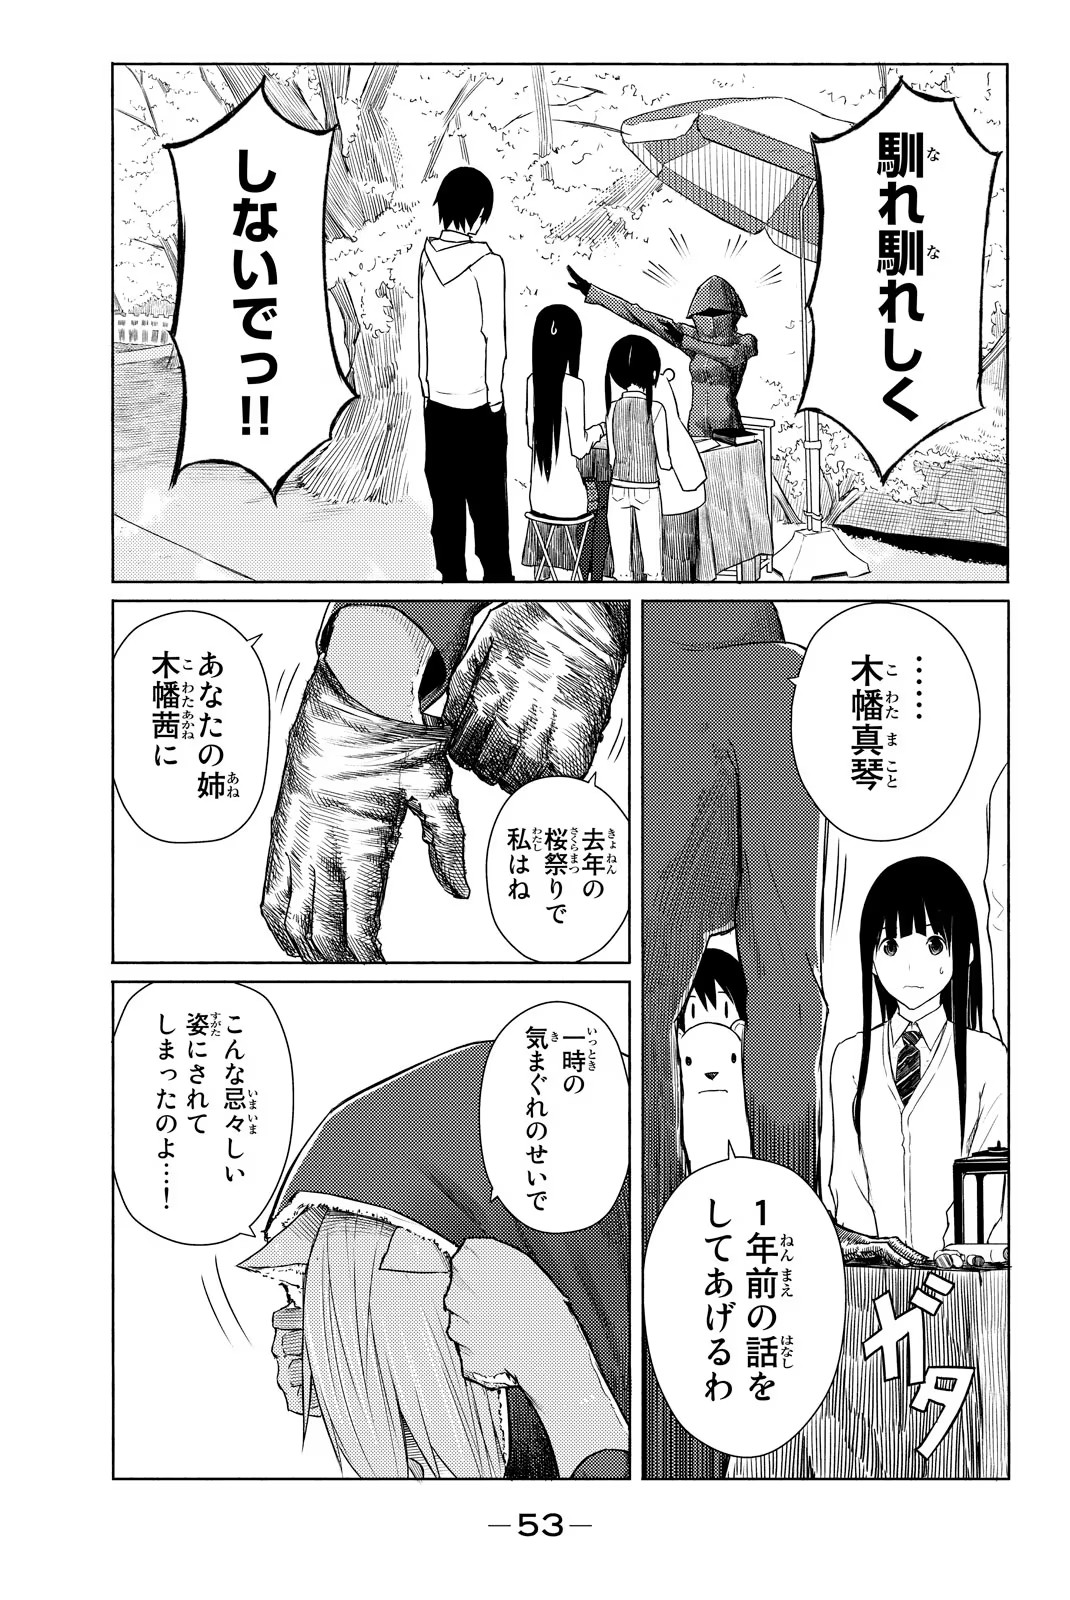 馴れ馴れしく
しないでっ!!
……
木幡真琴
1年前の話を
してあげるわ
ガタ
去年の
桜祭りで
私はね
あなたの姉
木幡茜に
一時の
気まぐれのせいで
こんな忌々しい
姿にされて
しまったのよ…!
—53—